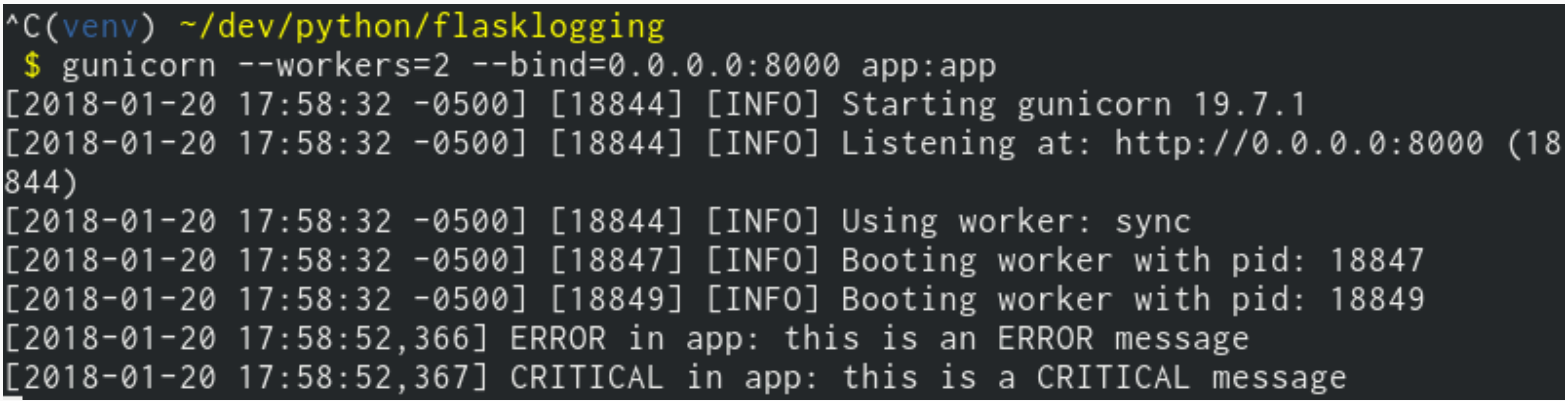 ^C(venv) ~/dev/python/flasklogging
$ gunicorn --workers=2 --bind=0.0.0.0:8000 app:app
[2018-01-20 17:58:32 -0500] [18844] [INFO] Starting gunicorn 19.7.1
[2018-01-20 17:58:32 -0500] [18844] [INFO] Listening at: http://0.0.0.0:8000 (18
844)
[2018-01-20 17:58:32 -0500] [18844] [INFO] Using worker: sync
[2018-01-20 17:58:32 -0500] [18847] [INFO] Booting worker with pid: 18847
[2018-01-20 17:58:32 -0500] [18849] [INFO] Booting worker with pid: 18849
[2018-01-20 17:58:52,366] ERROR in app: this is an ERROR message
[2018-01-20 17:58:52,367] CRITICAL in app: this is a CRITICAL message